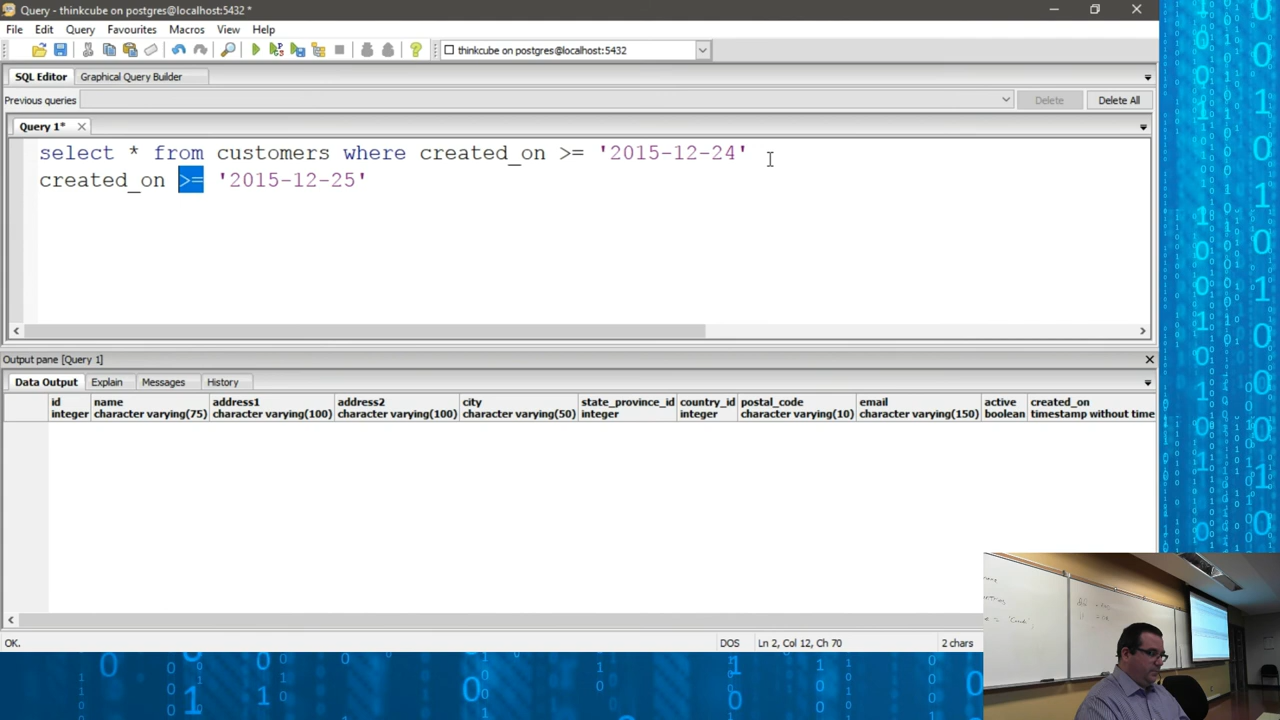 Query - thinkcube on postgres@localhost:5432 *
File Edit Query Favourites Macros View Help
thinkcube on postgres@localhost:5432
SQL Editor Graphical Query Builder
Previous queries Delete Delete All
Query 1*
select * from customers where created_on >= '2015-12-24'
created_on >= '2015-12-25'
Output pane [Query 1]
Data Output Explain Messages History
id name address1 address2 city state_province_id country_id postal_code email active created_on
integer character varying(75) character varying(100) character varying(100) character varying(50) integer integer character varying(10) character varying(150) boolean timestamp without time
OK. DOS Ln 2, Col 12, Ch 70 2 chars